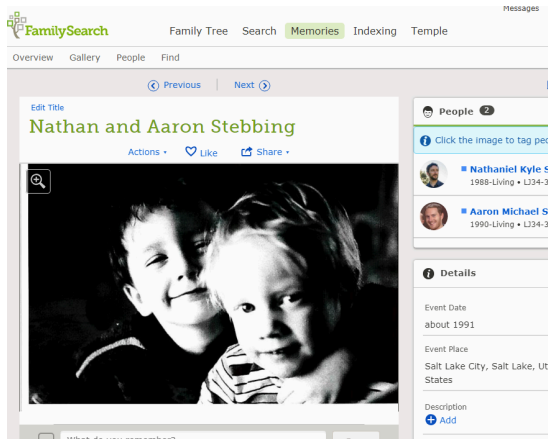 Messages
FamilySearch
Family Tree Search Memories Indexing Temple
Overview Gallery People Find
Previous Next
Edit Title
Nathan and Aaron Stebbing
Actions Like Share
People 2
Click the image to tag
Nathaniel Kyle S
1988-Living • LJ34-3
Aaron Michael S
1990-Living • LJ34-3
Details
Event Date
about 1991
Event Place
Salt Lake City, Salt Lake, Ut
States
Description
Add
What do you remember?